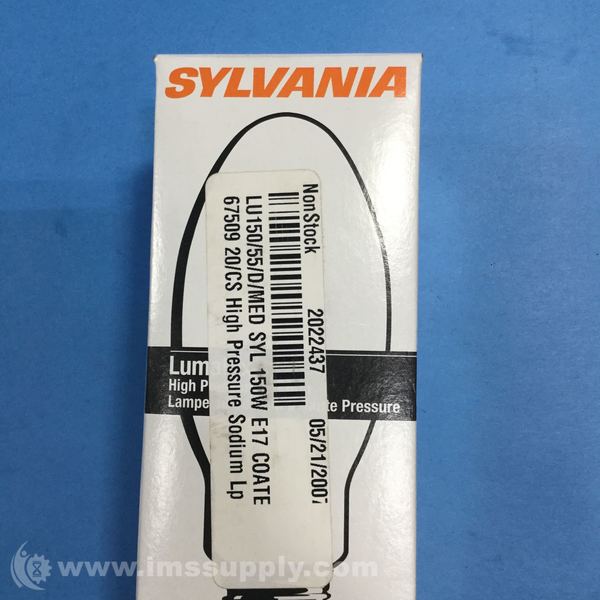 SYLVANIA
NonStock 2022437 05/21/2007
LU150/55/D/MED SYL 150W E17 COATE
67509 20/CS High Pressure Sodium Lp
Luma
High P
Lampe te Pressure
www.imssupply.com